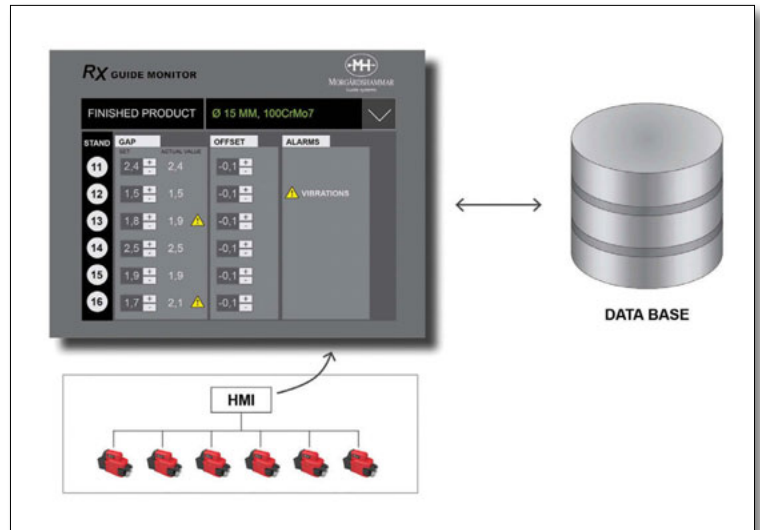 RX GUIDE MONITOR
MH
MORGÅRDSHAMMAR
Guide systems
FINISHED PRODUCT Ø 15 MM, 100CrMo7
STAND GAP OFFSET ALARMS
SET ACTUAL VALUE
11 2,4 + - 2,4 -0,1 + -
12 1,5 + - 1,5 -0,1 + - VIBRATIONS
13 1,8 + - 1,9 -0,1 + -
14 2,5 + - 2,5 -0,1 + -
15 1,9 + - 1,9 -0,1 + -
16 1,7 + - 2,1 -0,1 + -
DATA BASE
HMI